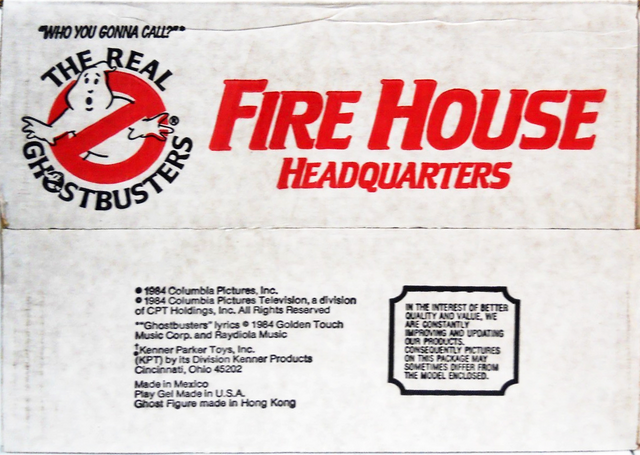 "WHO YOU GONNA CALL?"**
THE REAL
GHOSTBUSTERS®
FIRE HOUSE
HEADQUARTERS
© 1984 Columbia Pictures, Inc.
© 1984 Columbia Pictures Television, a division
of CPT Holdings, Inc. All Rights Reserved
**"Ghostbusters" lyrics © 1984 Golden Touch
Music Corp. and Raydiola Music
†Kenner Parker Toys, Inc.
(KPT) by its Division Kenner Products
Cincinnati, Ohio 45202
Made in Mexico
Play Gel Made in U.S.A.
Ghost Figure made in Hong Kong
IN THE INTEREST OF BETTER
QUALITY AND VALUE, WE
ARE CONSTANTLY
IMPROVING AND UPDATING
OUR PRODUCTS.
CONSEQUENTLY PICTURES
ON THIS PACKAGE MAY
SOMETIMES DIFFER FROM
THE MODEL ENCLOSED.